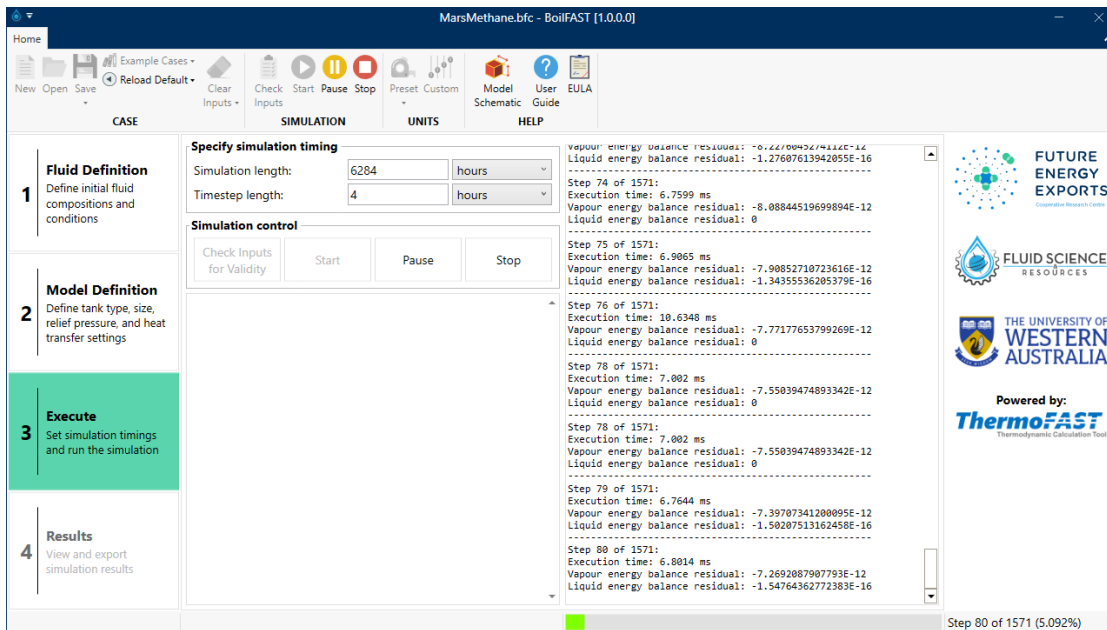 MarsMethane.bfc - BoilFAST [1.0.0.0]
Home
New
Open
Save
Example Cases
Reload Default
Clear
Inputs
Check
Inputs
Start
Pause
Stop
Preset
Custom
Model
Schematic
User
Guide
EULA
CASE
SIMULATION
UNITS
HELP
1
Fluid Definition
Define initial fluid
compositions and
conditions
2
Model Definition
Define tank type, size,
relief pressure, and heat
transfer settings
3
Execute
Set simulation timings
and run the simulation
4
Results
View and export
simulation results
Specify simulation timing
Simulation length: 6284 hours
Timestep length: 4 hours
Simulation control
Check Inputs
for Validity
Start
Pause
Stop
Vapour energy balance residual: -8.2276045274112E-12
Liquid energy balance residual: -1.27607613942055E-16
------------------------------------------------
Step 74 of 1571:
Execution time: 6.7599 ms
Vapour energy balance residual: -8.08844519699894E-12
Liquid energy balance residual: 0
------------------------------------------------
Step 75 of 1571:
Execution time: 6.9065 ms
Vapour energy balance residual: -7.90852710723616E-12
Liquid energy balance residual: -1.34355536205379E-16
------------------------------------------------
Step 76 of 1571:
Execution time: 10.6348 ms
Vapour energy balance residual: -7.77177653799269E-12
Liquid energy balance residual: 0
------------------------------------------------
Step 78 of 1571:
Execution time: 7.002 ms
Vapour energy balance residual: -7.55039474893342E-12
Liquid energy balance residual: 0
------------------------------------------------
Step 78 of 1571:
Execution time: 7.002 ms
Vapour energy balance residual: -7.55039474893342E-12
Liquid energy balance residual: 0
------------------------------------------------
Step 79 of 1571:
Execution time: 6.7644 ms
Vapour energy balance residual: -7.39707341200095E-12
Liquid energy balance residual: -1.50207513162458E-16
------------------------------------------------
Step 80 of 1571:
Execution time: 6.8014 ms
Vapour energy balance residual: -7.2692087907793E-12
Liquid energy balance residual: -1.54764362772383E-16
FUTURE
ENERGY
EXPORTS
Cooperative Research Centre
FLUID SCIENCE
RESOURCES
THE UNIVERSITY OF
WESTERN
AUSTRALIA
Powered by:
ThermoFAST
Thermodynamic Calculation Tool
Step 80 of 1571 (5.092%)